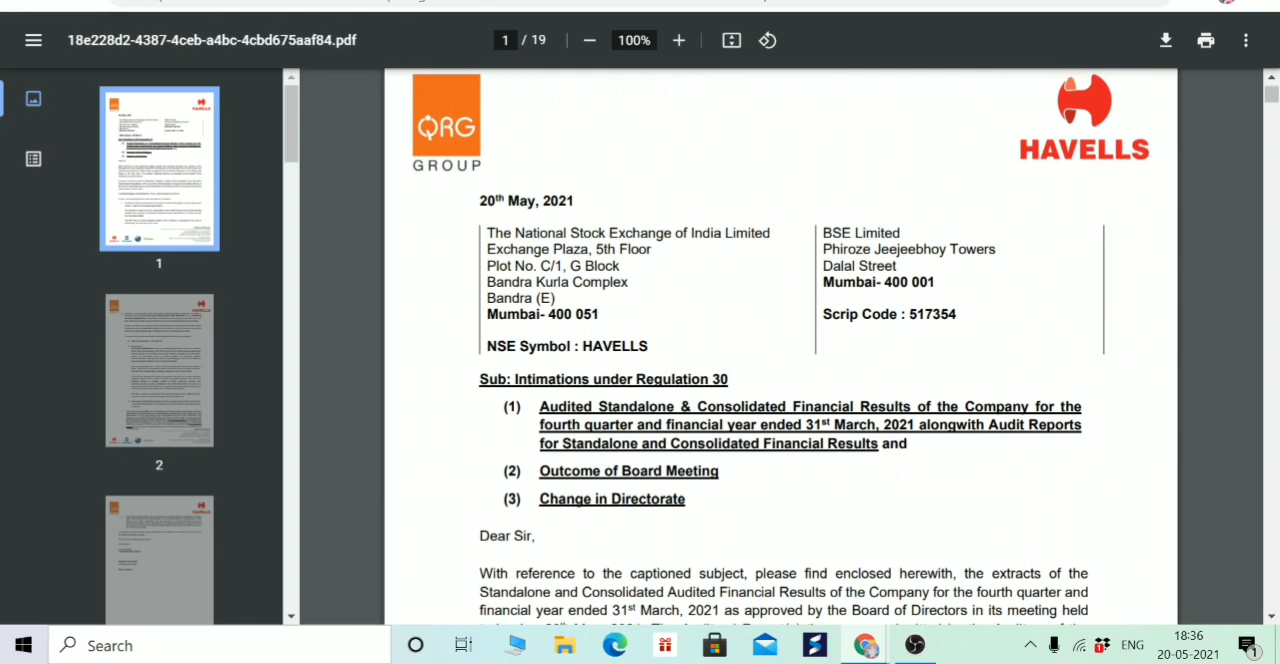 18e228d2-4387-4ceb-a4bc-4cbd675aaf84.pdf
1 / 19
100%
QRG
GROUP
HAVELLS
20th May, 2021
The National Stock Exchange of India Limited
Exchange Plaza, 5th Floor
Plot No. C/1, G Block
Bandra Kurla Complex
Bandra (E)
Mumbai- 400 051
NSE Symbol : HAVELLS
BSE Limited
Phiroze Jeejeebhoy Towers
Dalal Street
Mumbai- 400 001
Scrip Code : 517354
Sub: Intimations under Regulation 30
(1) Audited Standalone & Consolidated Financial Results of the Company for the
fourth quarter and financial year ended 31st March, 2021 alongwith Audit Reports
for Standalone and Consolidated Financial Results and
(2) Outcome of Board Meeting
(3) Change in Directorate
Dear Sir,
With reference to the captioned subject, please find enclosed herewith, the extracts of the
Standalone and Consolidated Audited Financial Results of the Company for the fourth quarter and
financial year ended 31st March, 2021 as approved by the Board of Directors in its meeting held
1
2
Search
ENG
18:36
20-05-2021
1
1